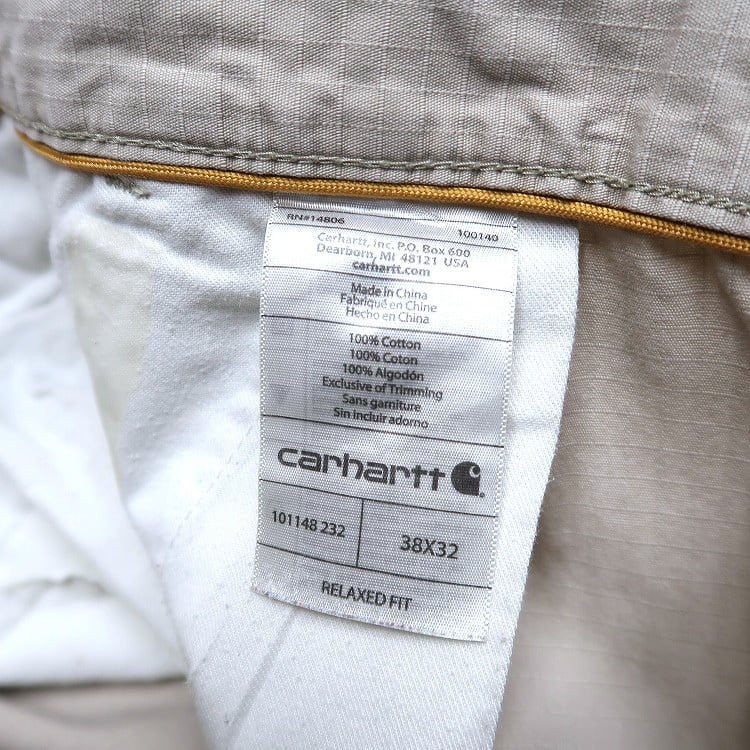 RN#14806 100140
Carhartt, Inc. P.O. Box 600
Dearborn, MI 48121 USA
carhartt.com
Made in China
Fabriqué en Chine
Hecho en China
100% Cotton
100% Coton
100% Algodón
Exclusive of Trimming
Sans garniture
Sin incluir adorno
carhartt
101148 232
38X32
RELAXED FIT